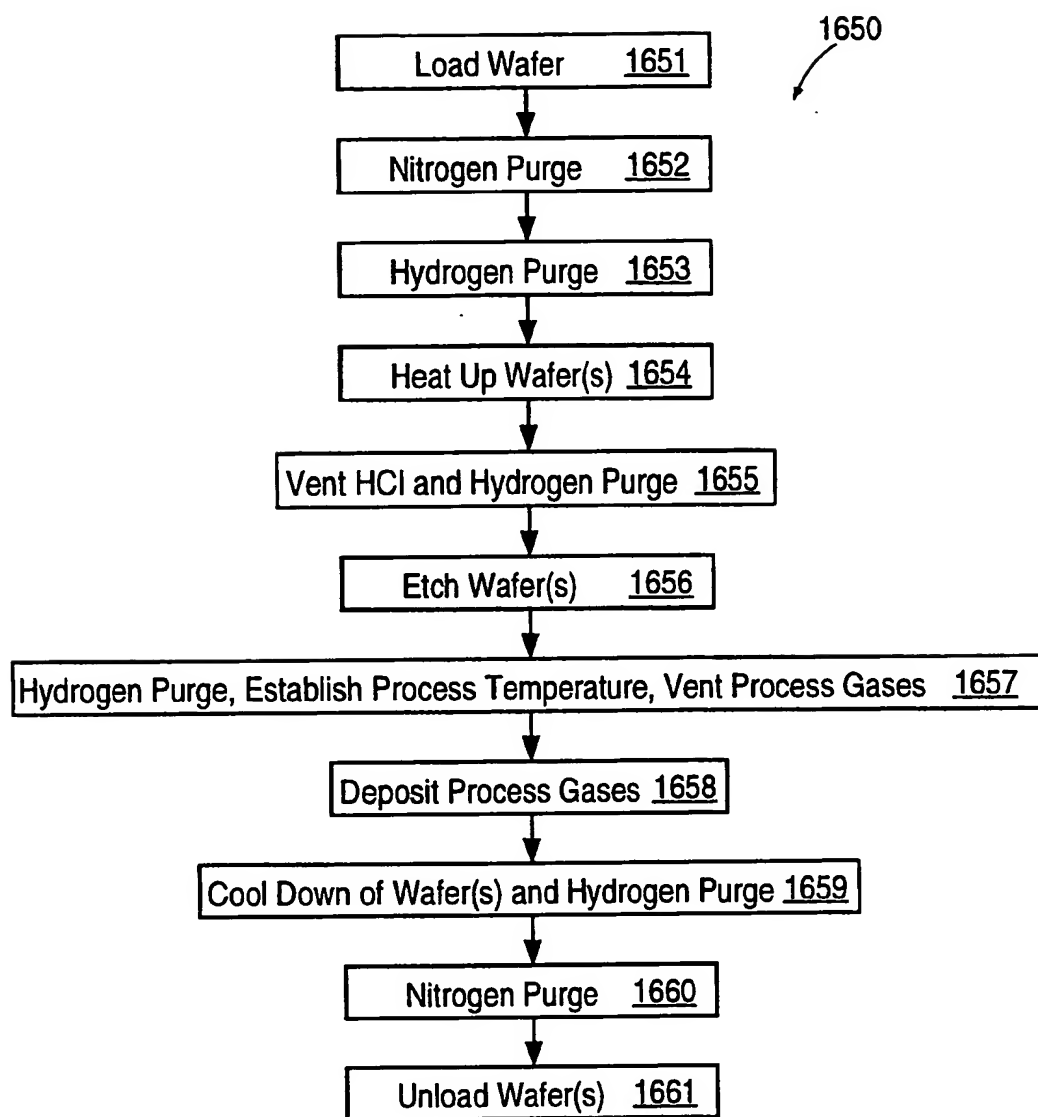 1650
Load Wafer 1651
Nitrogen Purge 1652
Hydrogen Purge 1653
Heat Up Wafer(s) 1654
Vent HCl and Hydrogen Purge 1655
Etch Wafer(s) 1656
Hydrogen Purge, Establish Process Temperature, Vent Process Gases 1657
Deposit Process Gases 1658
Cool Down of Wafer(s) and Hydrogen Purge 1659
Nitrogen Purge 1660
Unload Wafer(s) 1661